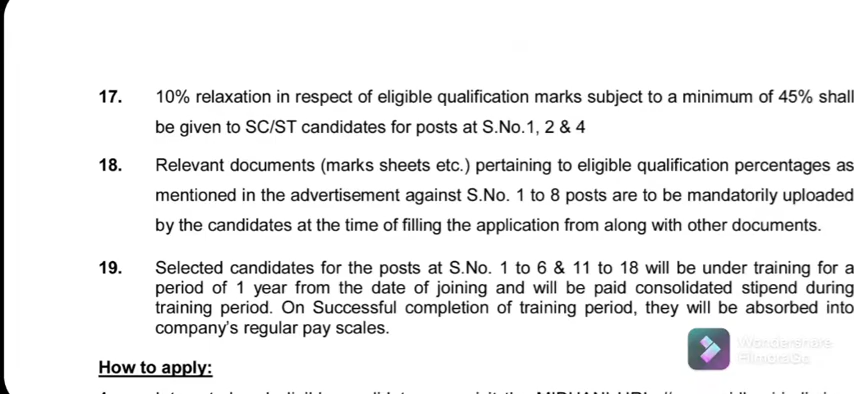 17. 10% relaxation in respect of eligible qualification marks subject to a minimum of 45% shall
be given to SC/ST candidates for posts at S.No.1, 2 & 4
18. Relevant documents (marks sheets etc.) pertaining to eligible qualification percentages as
mentioned in the advertisement against S.No. 1 to 8 posts are to be mandatorily uploaded
by the candidates at the time of filling the application from along with other documents.
19. Selected candidates for the posts at S.No. 1 to 6 & 11 to 18 will be under training for a
period of 1 year from the date of joining and will be paid consolidated stipend during
training period. On Successful completion of training period, they will be absorbed into
company's regular pay scales.
Wondershare
FilmoraGo
How to apply: